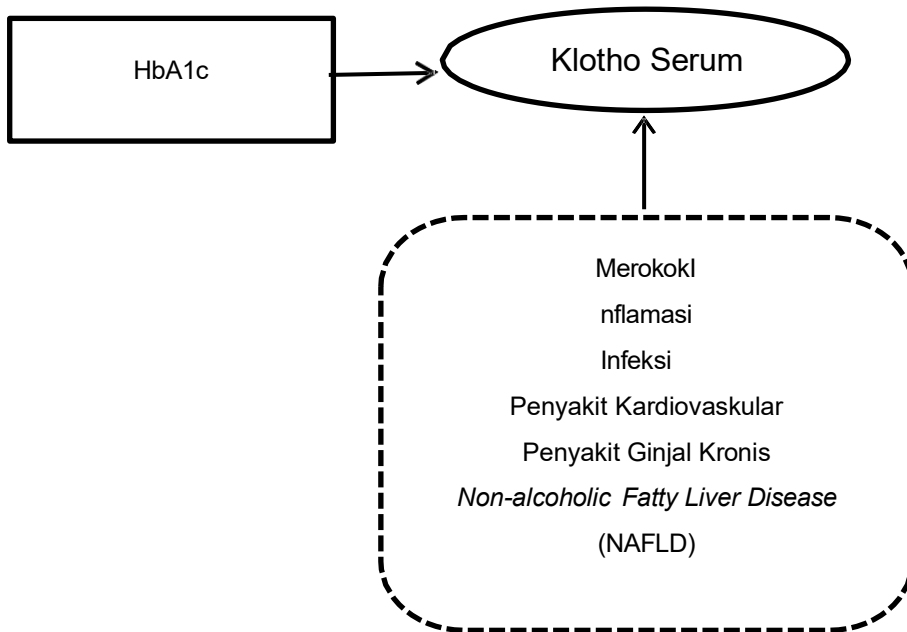 HbA1c
Klotho Serum
MerokokI
nflamasi
Infeksi
Penyakit Kardiovaskular
Penyakit Ginjal Kronis
Non-alcoholic Fatty Liver Disease
(NAFLD)